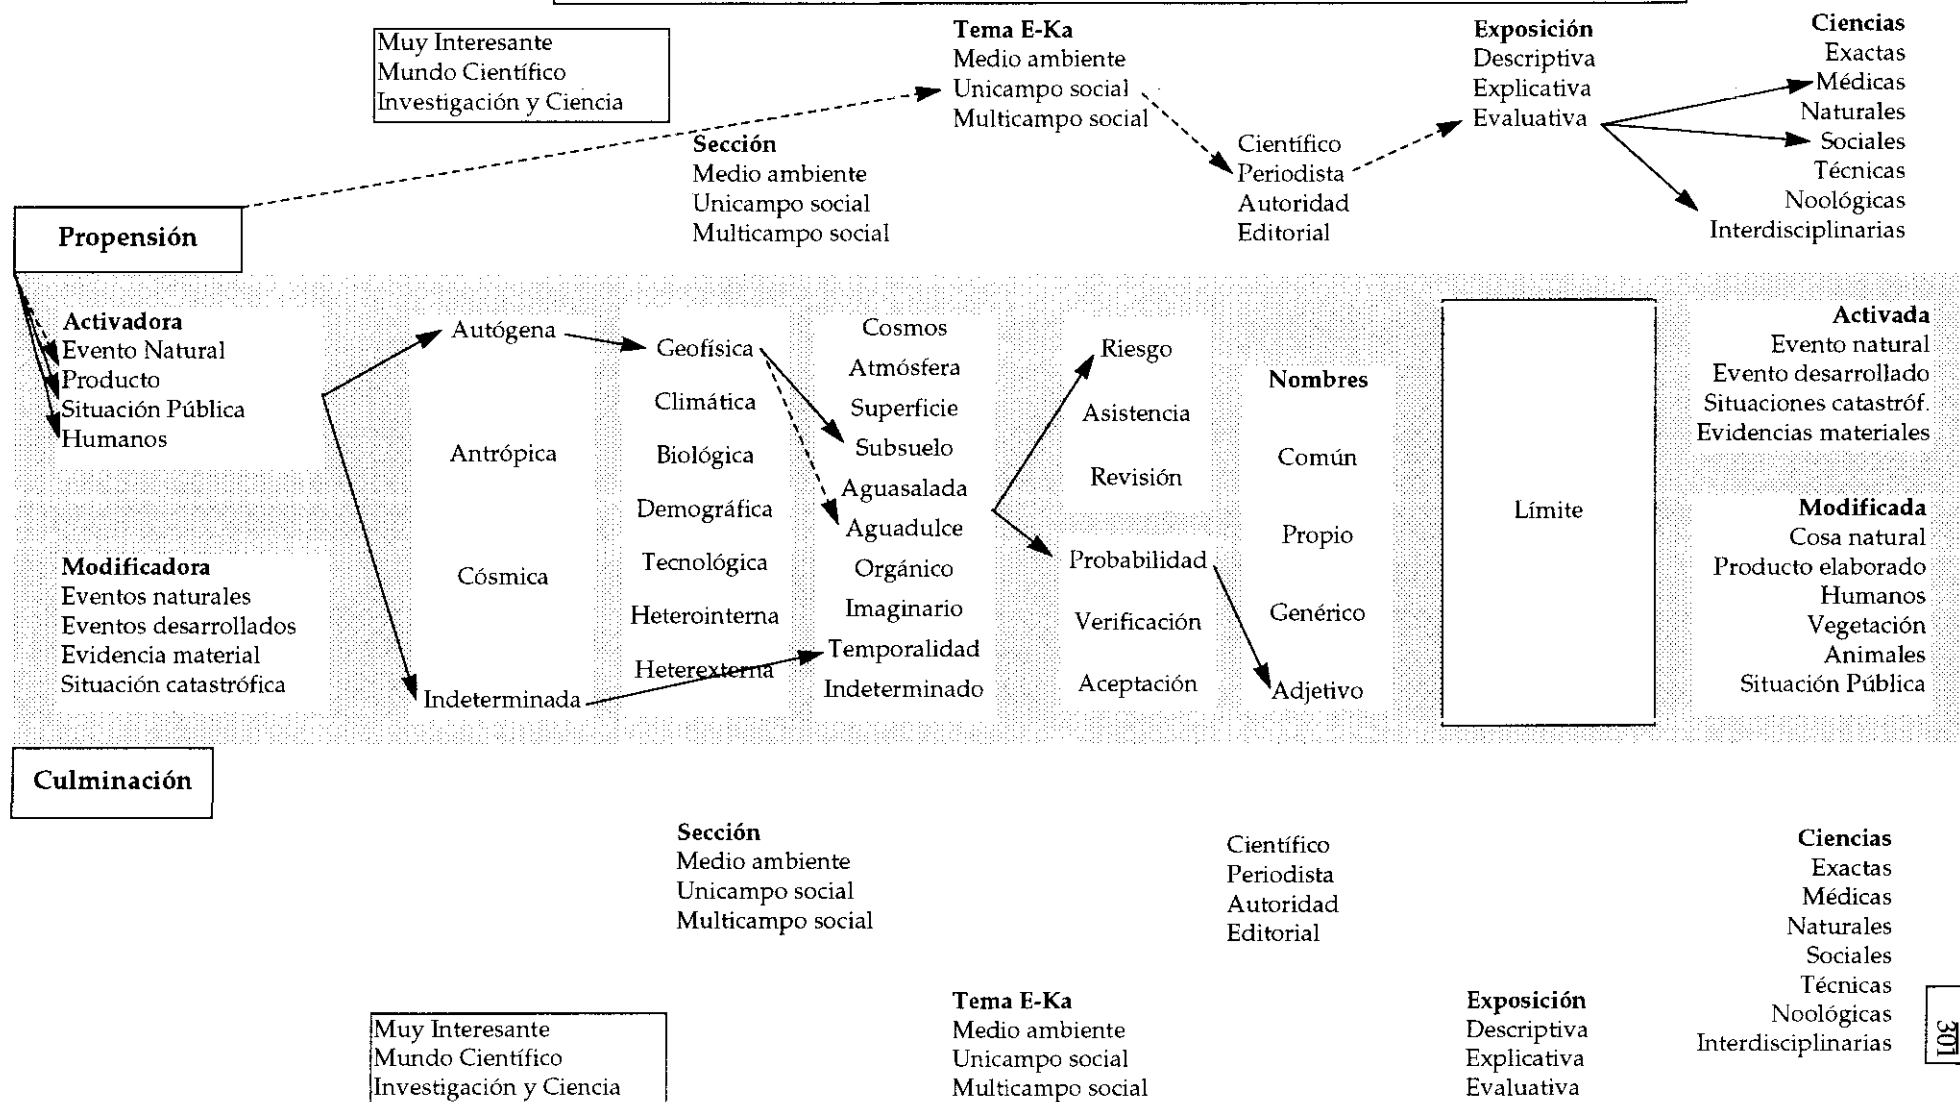 Muy Interesante
Mundo Científico
Investigación y Ciencia
Sección
Medio ambiente
Unicampo social
Multicampo social
Tema E-Ka
Medio ambiente
Unicampo social
Multicampo social
Científico
Periodista
Autoridad
Editorial
Exposición
Descriptiva
Explicativa
Evaluativa
Ciencias
Exactas
Médicas
Naturales
Sociales
Técnicas
Noológicas
Interdisciplinarias
Propensión
Activadora
Evento Natural
Producto
Situación Pública
Humanos
Modificadora
Eventos naturales
Eventos desarrollados
Evidencia material
Situación catastrófica
Autógena
Antrópica
Cósmica
Indeterminada
Geofísica
Climática
Biológica
Demográfica
Tecnológica
Heterointerna
Heterexterna
Cosmos
Atmósfera
Superficie
Subsuelo
Aguasalada
Aguadulce
Orgánico
Imaginario
Temporalidad
Indeterminado
Riesgo
Asistencia
Revisión
Probabilidad
Verificación
Aceptación
Nombres
Común
Propio
Genérico
Adjetivo
Límite
Activada
Evento natural
Evento desarrollado
Situaciones catastróf.
Evidencias materiales
Modificada
Cosa natural
Producto elaborado
Humanos
Vegetación
Animales
Situación Pública
Culminación
Sección
Medio ambiente
Unicampo social
Multicampo social
Científico
Periodista
Autoridad
Editorial
Ciencias
Exactas
Médicas
Naturales
Sociales
Técnicas
Noológicas
Interdisciplinarias
Muy Interesante
Mundo Científico
Investigación y Ciencia
Tema E-Ka
Medio ambiente
Unicampo social
Multicampo social
Exposición
Descriptiva
Explicativa
Evaluativa
301